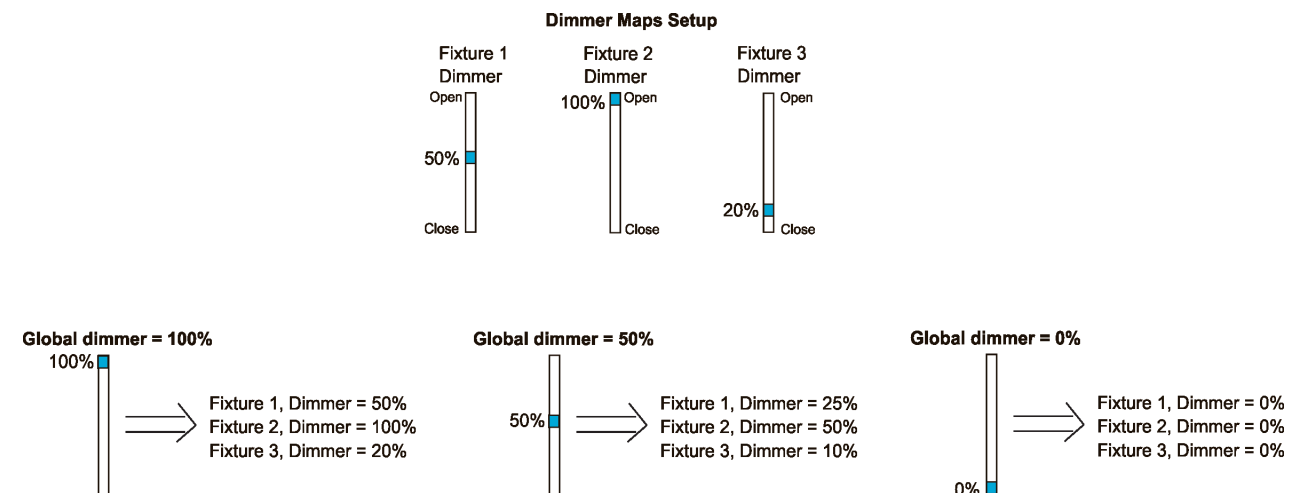 Dimmer Maps Setup
Fixture 1
Dimmer
Open
50%
Close
Fixture 2
Dimmer
100%
Open
Close
Fixture 3
Dimmer
Open
20%
Close
Global dimmer = 100%
100%
Fixture 1, Dimmer = 50%
Fixture 2, Dimmer = 100%
Fixture 3, Dimmer = 20%
Global dimmer = 50%
50%
Fixture 1, Dimmer = 25%
Fixture 2, Dimmer = 50%
Fixture 3, Dimmer = 10%
Global dimmer = 0%
Fixture 1, Dimmer = 0%
Fixture 2, Dimmer = 0%
Fixture 3, Dimmer = 0%
0%